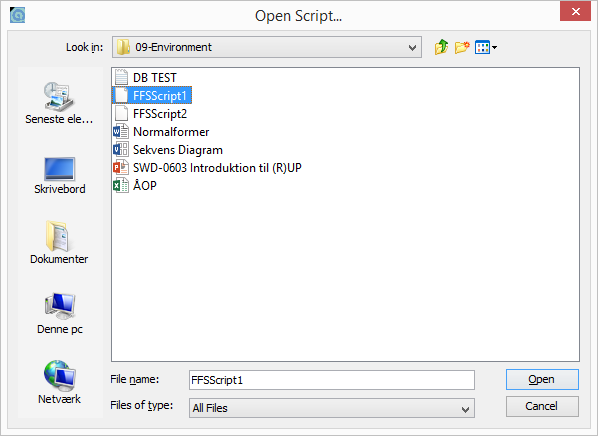 Open Script...
Look in: 09-Environment
DB TEST
FFSScript1
FFSScript2
Normalformer
Sekvens Diagram
SWD-0603 Introduktion til (R)UP
ÅOP
Seneste ele...
Skrivebord
Dokumenter
Denne pc
Netværk
File name: FFSScript1
Open
Files of type: All Files
Cancel